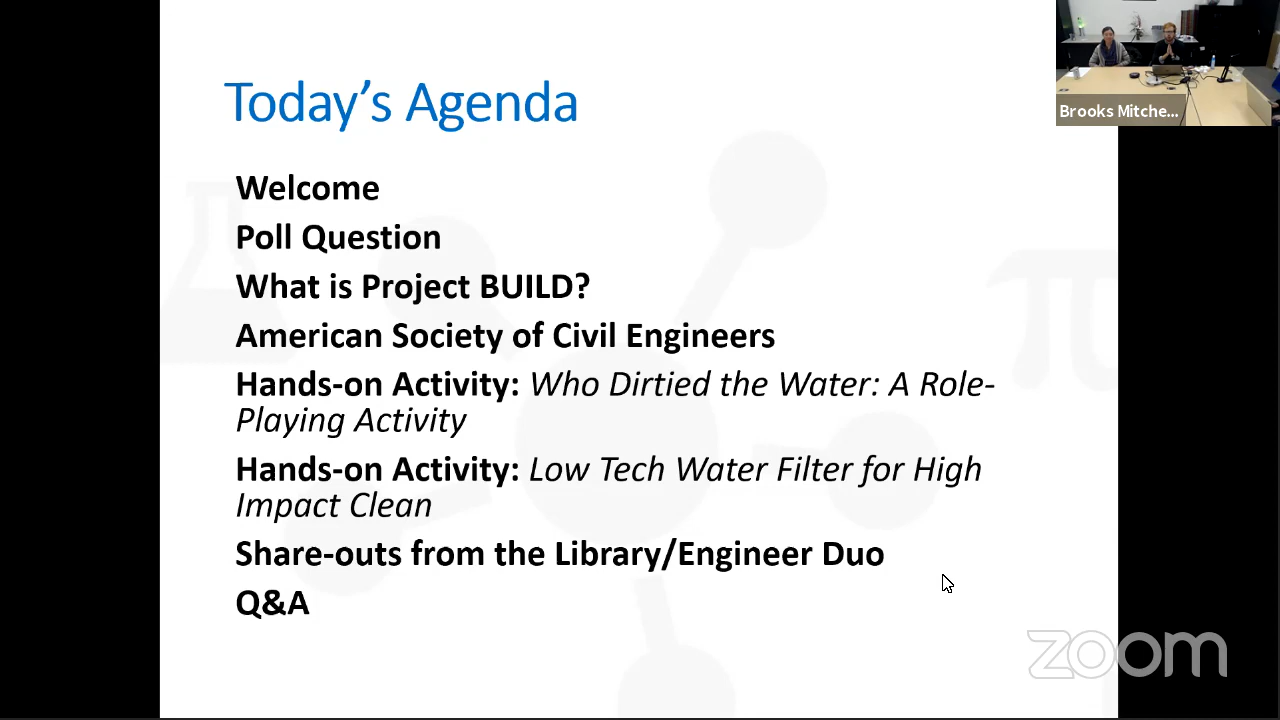 Today's Agenda
Brooks Mitche...
Welcome
Poll Question
What is Project BUILD?
American Society of Civil Engineers
Hands-on Activity: Who Dirtied the Water: A Role-
Playing Activity
Hands-on Activity: Low Tech Water Filter for High
Impact Clean
Share-outs from the Library/Engineer Duo
Q&A
zoom